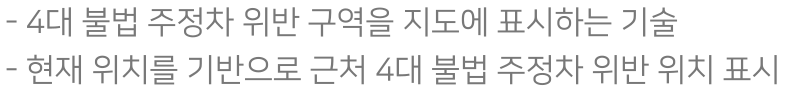 - 4대 불법 주정차 위반 구역을 지도에 표시하는 기술
- 현재 위치를 기반으로 근처 4대 불법 주정차 위반 위치 표시